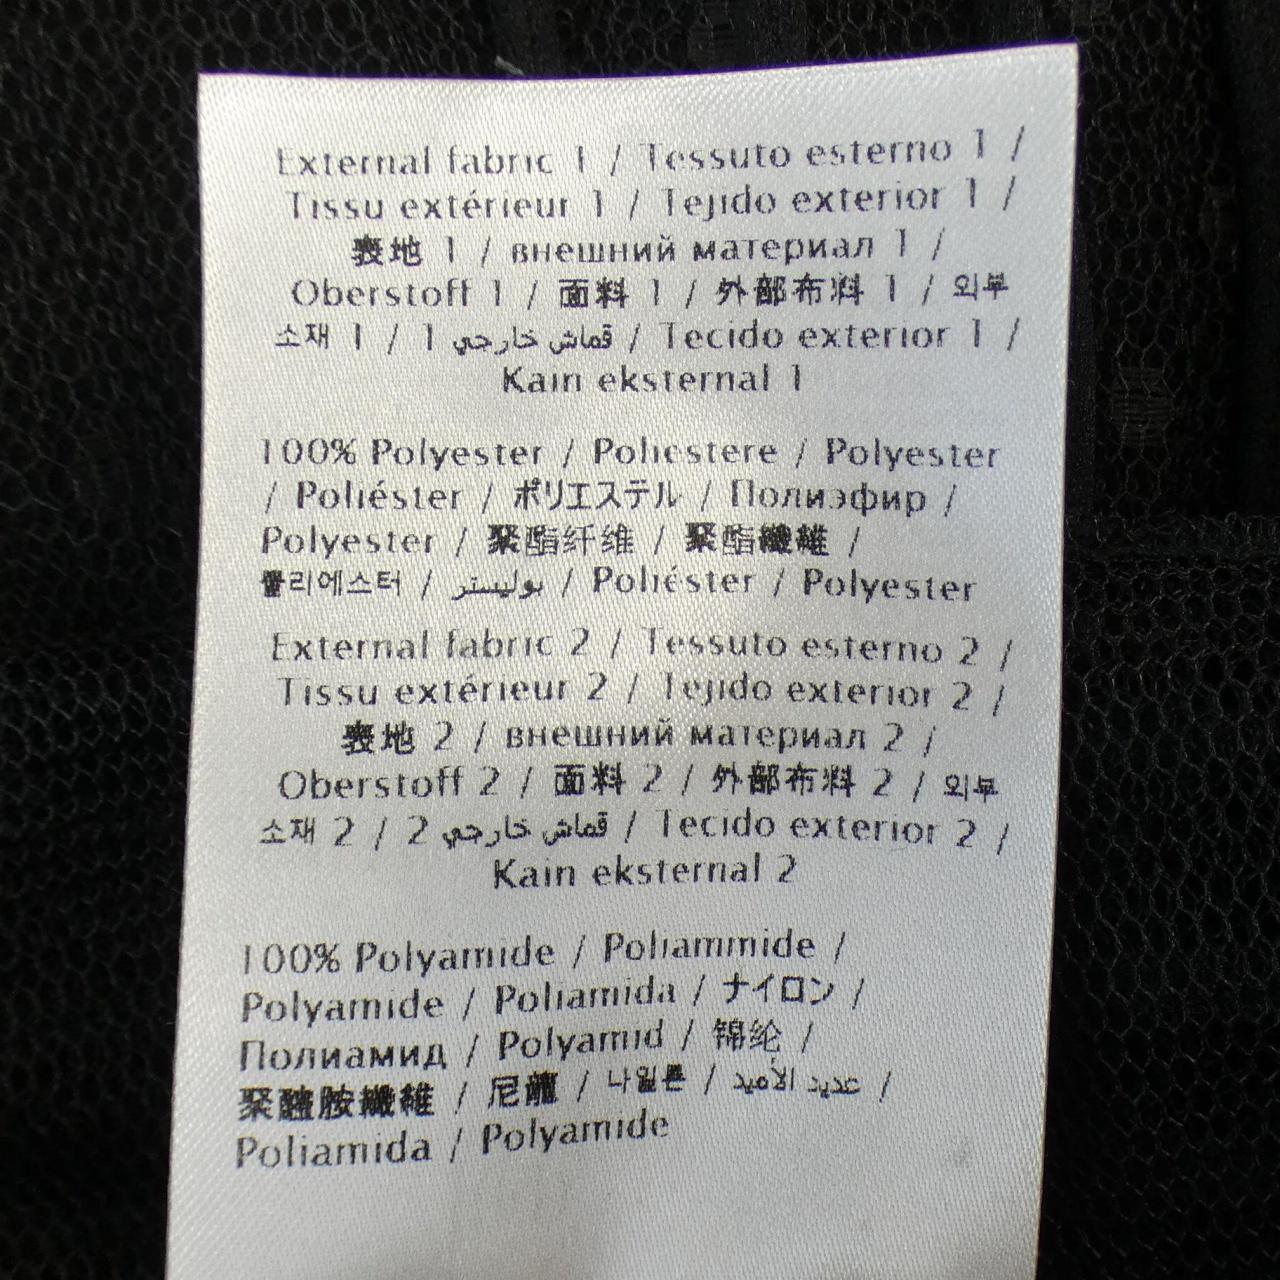 External fabric 1 / Tessuto esterno 1 /
Tissu extérieur 1 / Tejido exterior 1 /
表地 1 / внешний материал 1 /
Oberstoff 1 / 面料 1 / 外部布料 1 / 외부
소재 1 / 1 قماش خارجي / Tecido exterior 1 /
Kain eksternal 1
100% Polyester / Poliestere / Polyester
/ Poliéster / ポリエステル / Полиэфир /
Polyester / 聚酯纤维 / 聚酯纖維 /
폴리에스터 / بوليستر / Poliéster / Polyester
External fabric 2 / Tessuto esterno 2 /
Tissu extérieur 2 / Tejido exterior 2 /
表地 2 / внешний материал 2 /
Oberstoff 2 / 面料 2 / 外部布料 2 / 외부
소재 2 / 2 قماش خارجي / Tecido exterior 2 /
Kain eksternal 2
100% Polyamide / Poliammide /
Polyamide / Poliamida / ナイロン /
Полиамид / Polyamid / 锦纶 /
聚醯胺纖維 / 尼龍 / 나일론 / عديد الأميد /
Poliamida / Polyamide